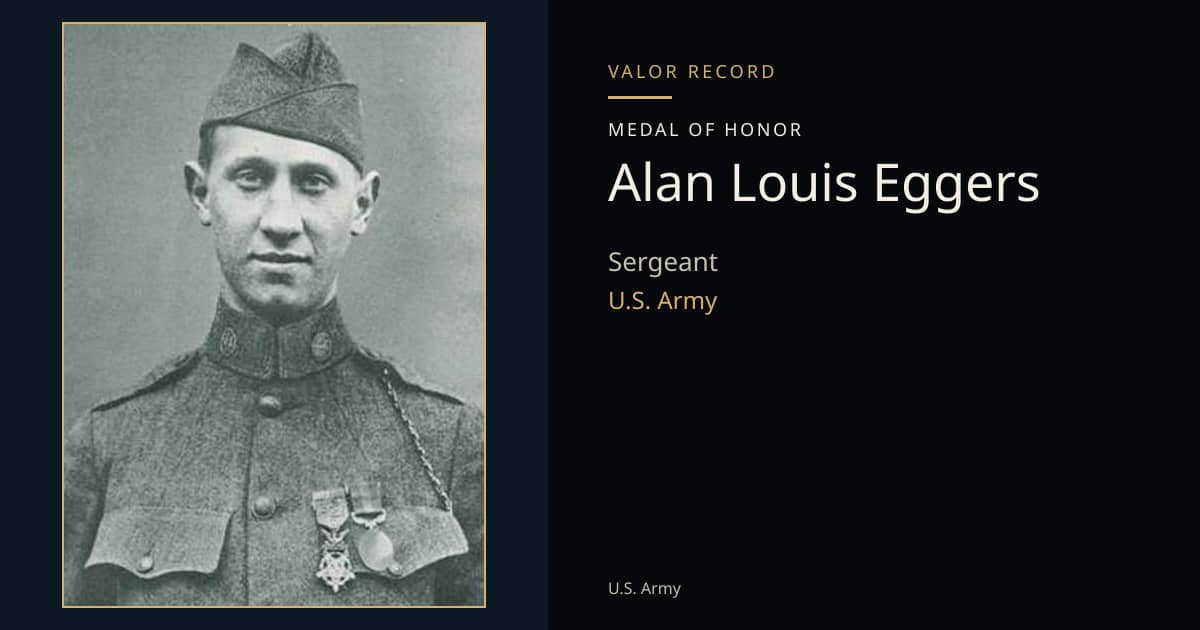 VALOR RECORD
MEDAL OF HONOR
Alan Louis Eggers
Sergeant
U.S. Army
U.S. Army